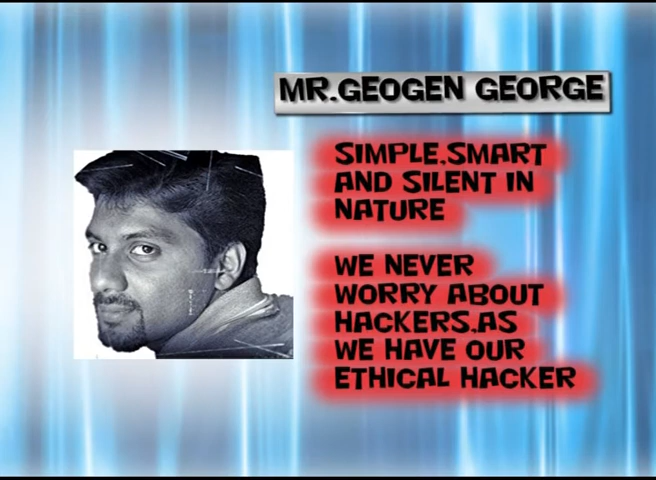 MR.GEOGEN GEORGE
SIMPLE,SMART
AND SILENT IN
NATURE
WE NEVER
WORRY ABOUT
HACKERS,AS
WE HAVE OUR
ETHICAL HACKER